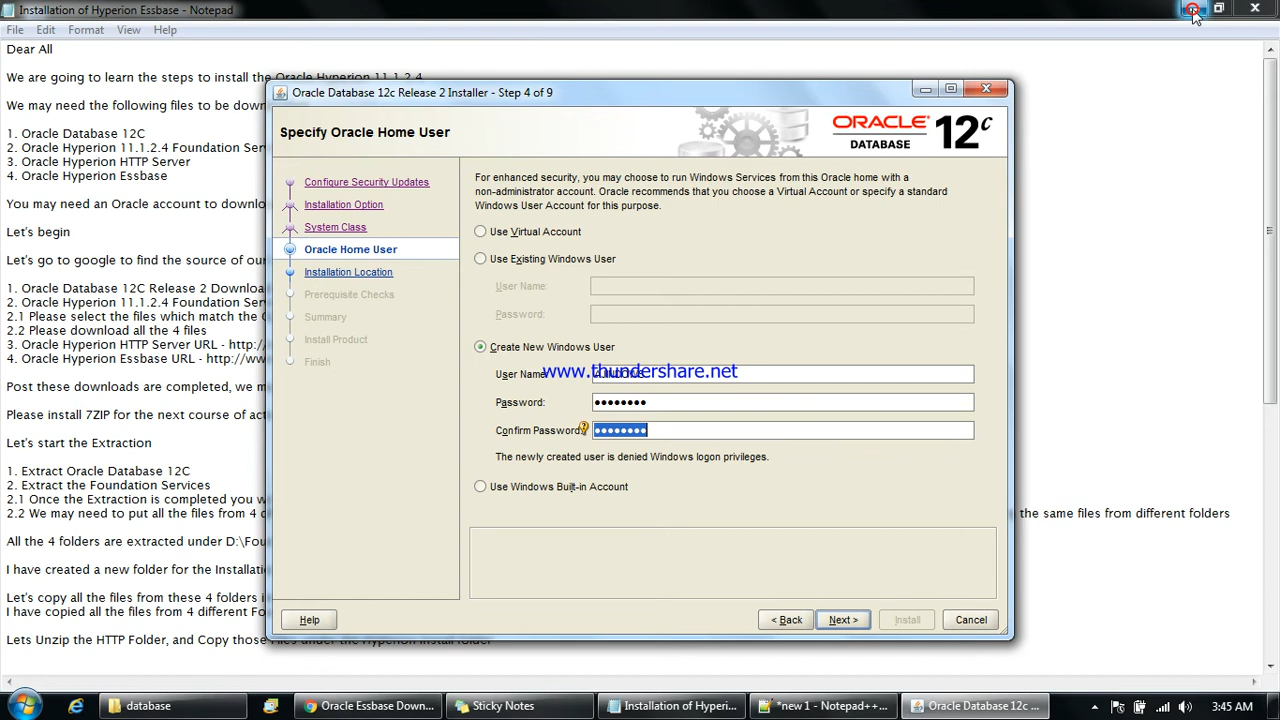 Installation of Hyperion Essbase - Notepad
File Edit Format View Help
Dear All
We are going to learn the steps to install the Oracle Hyperion 11.1.2.4
We may need the following files to be down
1. Oracle Database 12C
2. Oracle Hyperion 11.1.2.4 Foundation Ser
3. Oracle Hyperion HTTP Server
4. Oracle Hyperion Essbase
You may need an Oracle account to downlo
Let's begin
Let's go to google to find the source of our
1. Oracle Database 12C Release 2 Downloa
2. Oracle Hyperion 11.1.2.4 Foundation Ser
2.1 Please select the files which match the O
2.2 Please download all the 4 files
3. Oracle Hyperion HTTP Server URL - http:/
4. Oracle Hyperion Essbase URL - http://ww
Post these downloads are completed, we m
Please install 7ZIP for the next course of act
Let's start the Extraction
1. Extract Oracle Database 12C
2. Extract the Foundation Services
2.1 Once the Extraction is completed you w
2.2 We may need to put all the files from 4 d the same files from different folders
All the 4 folders are extracted under D:\Fou
I have created a new folder for the Installati
Let's copy all the files from these 4 folders i
I have copied all the files from 4 different Fo
Lets Unzip the HTTP Folder, and Copy those Files under the Hyperion Install folder
Oracle Database 12c Release 2 Installer - Step 4 of 9
Specify Oracle Home User
ORACLE DATABASE 12c
Configure Security Updates
Installation Option
System Class
Oracle Home User
Installation Location
Prerequisite Checks
Summary
Install Product
Finish
For enhanced security, you may choose to run Windows Services from this Oracle home with a
non-administrator account. Oracle recommends that you choose a Virtual Account or specify a standard
Windows User Account for this purpose.
Use Virtual Account
Use Existing Windows User
User Name:
Password:
Create New Windows User
User Name:
www.thundershare.net
Password: ••••••••
Confirm Password: ••••••••
The newly created user is denied Windows logon privileges.
Use Windows Built-in Account
Help < Back Next > Install Cancel
database Oracle Essbase Down... Sticky Notes Installation of Hyperi... *new 1 - Notepad++... Oracle Database 12c ... 3:45 AM